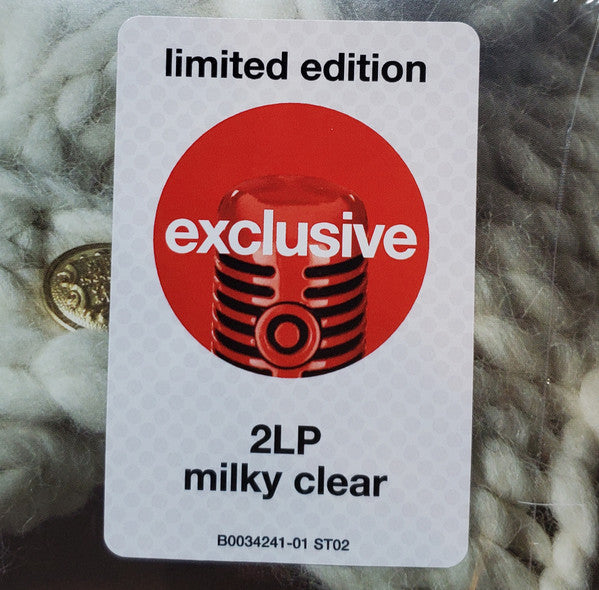 limited edition
exclusive
2LP
milky clear
B0034241-01 ST02